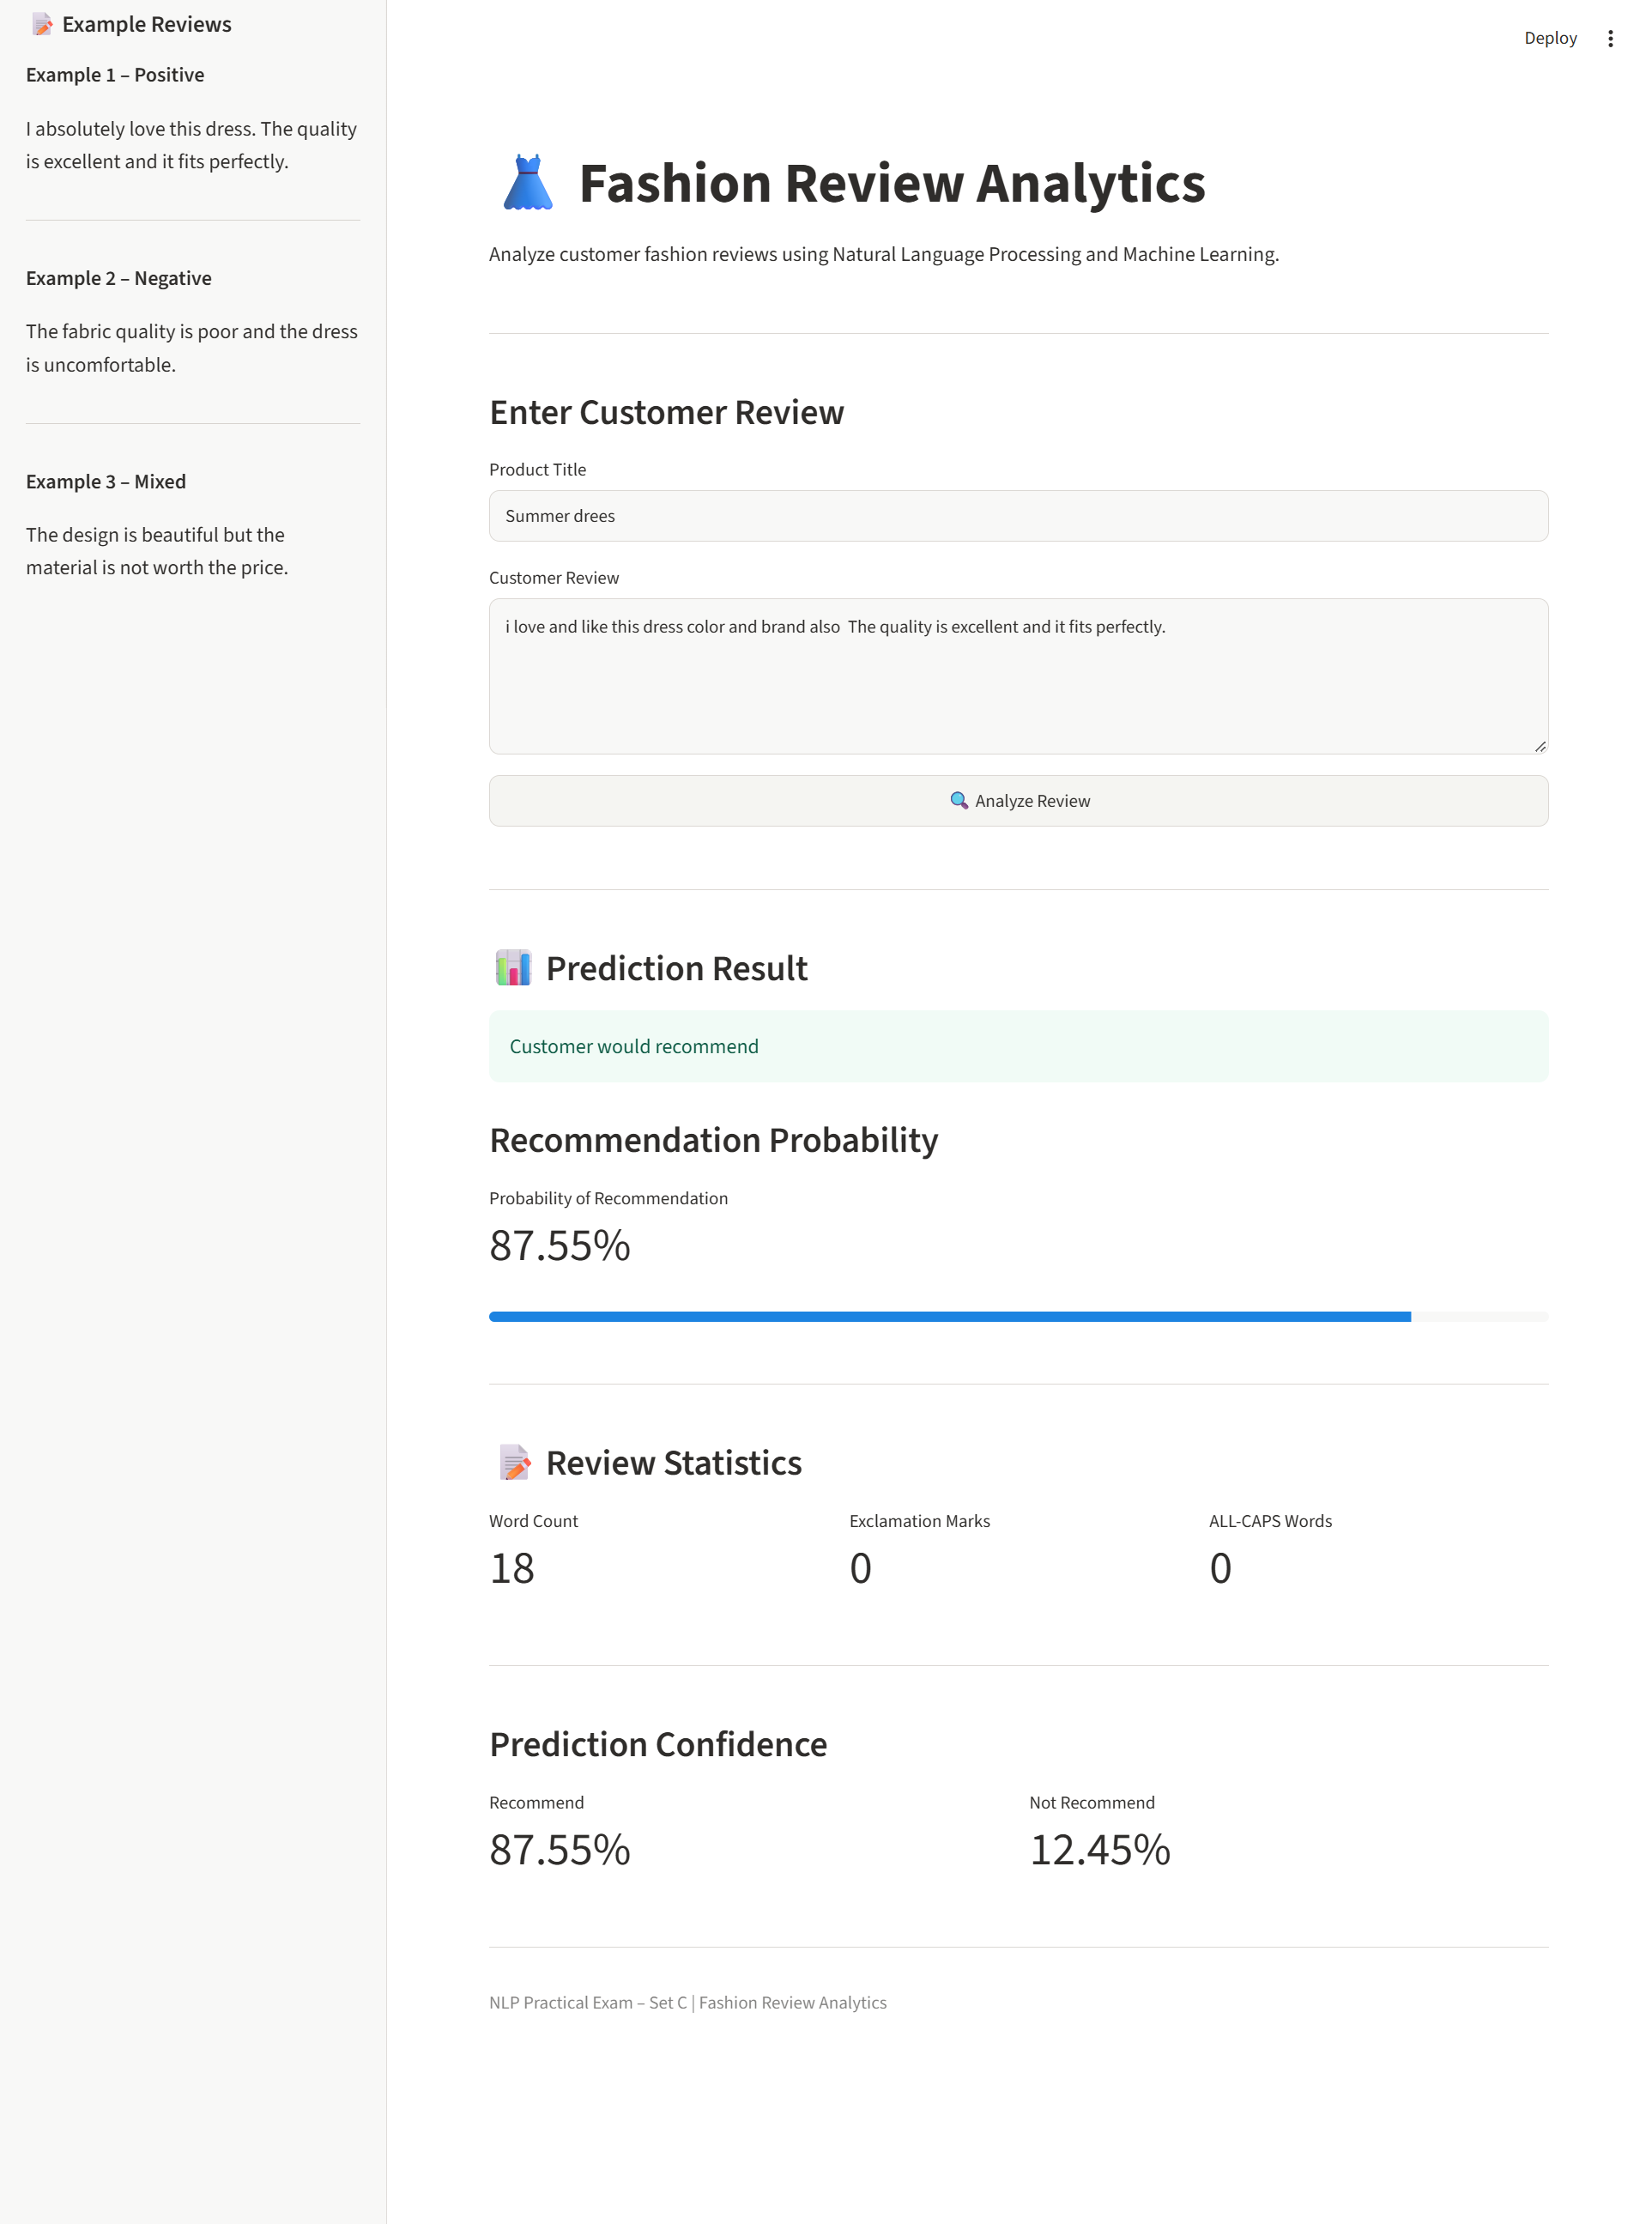 Example Reviews
Example 1 – Positive
I absolutely love this dress. The quality
is excellent and it fits perfectly.
Example 2 – Negative
The fabric quality is poor and the dress
is uncomfortable.
Example 3 – Mixed
The design is beautiful but the
material is not worth the price.
Deploy
Fashion Review Analytics
Analyze customer fashion reviews using Natural Language Processing and Machine Learning.
Enter Customer Review
Product Title
Summer drees
Customer Review
i love and like this dress color and brand also  The quality is excellent and it fits perfectly.
Analyze Review
Prediction Result
Customer would recommend
Recommendation Probability
Probability of Recommendation
87.55%
Review Statistics
Word Count
18
Exclamation Marks
0
ALL-CAPS Words
0
Prediction Confidence
Recommend
87.55%
Not Recommend
12.45%
NLP Practical Exam – Set C | Fashion Review Analytics